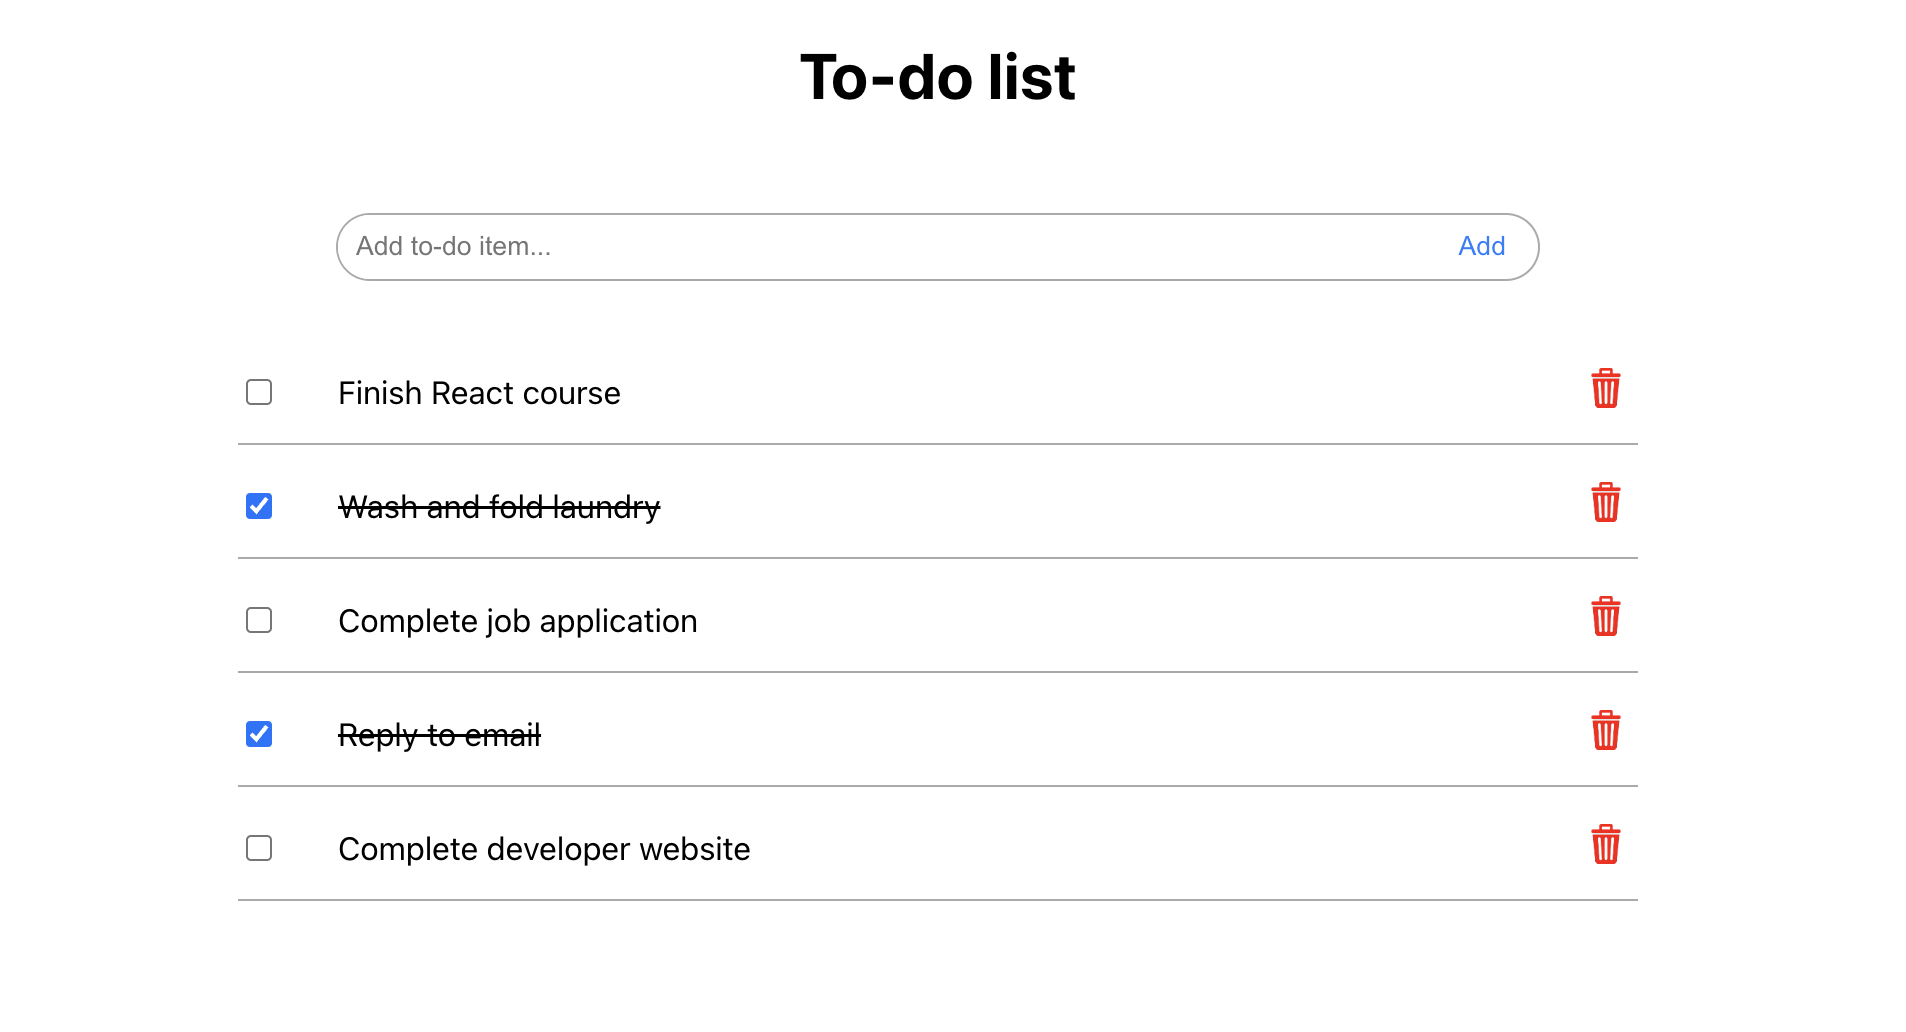 To-do list
Add to-do item... Add
Finish React course
Wash and fold laundry
Complete job application
Reply to email
Complete developer website